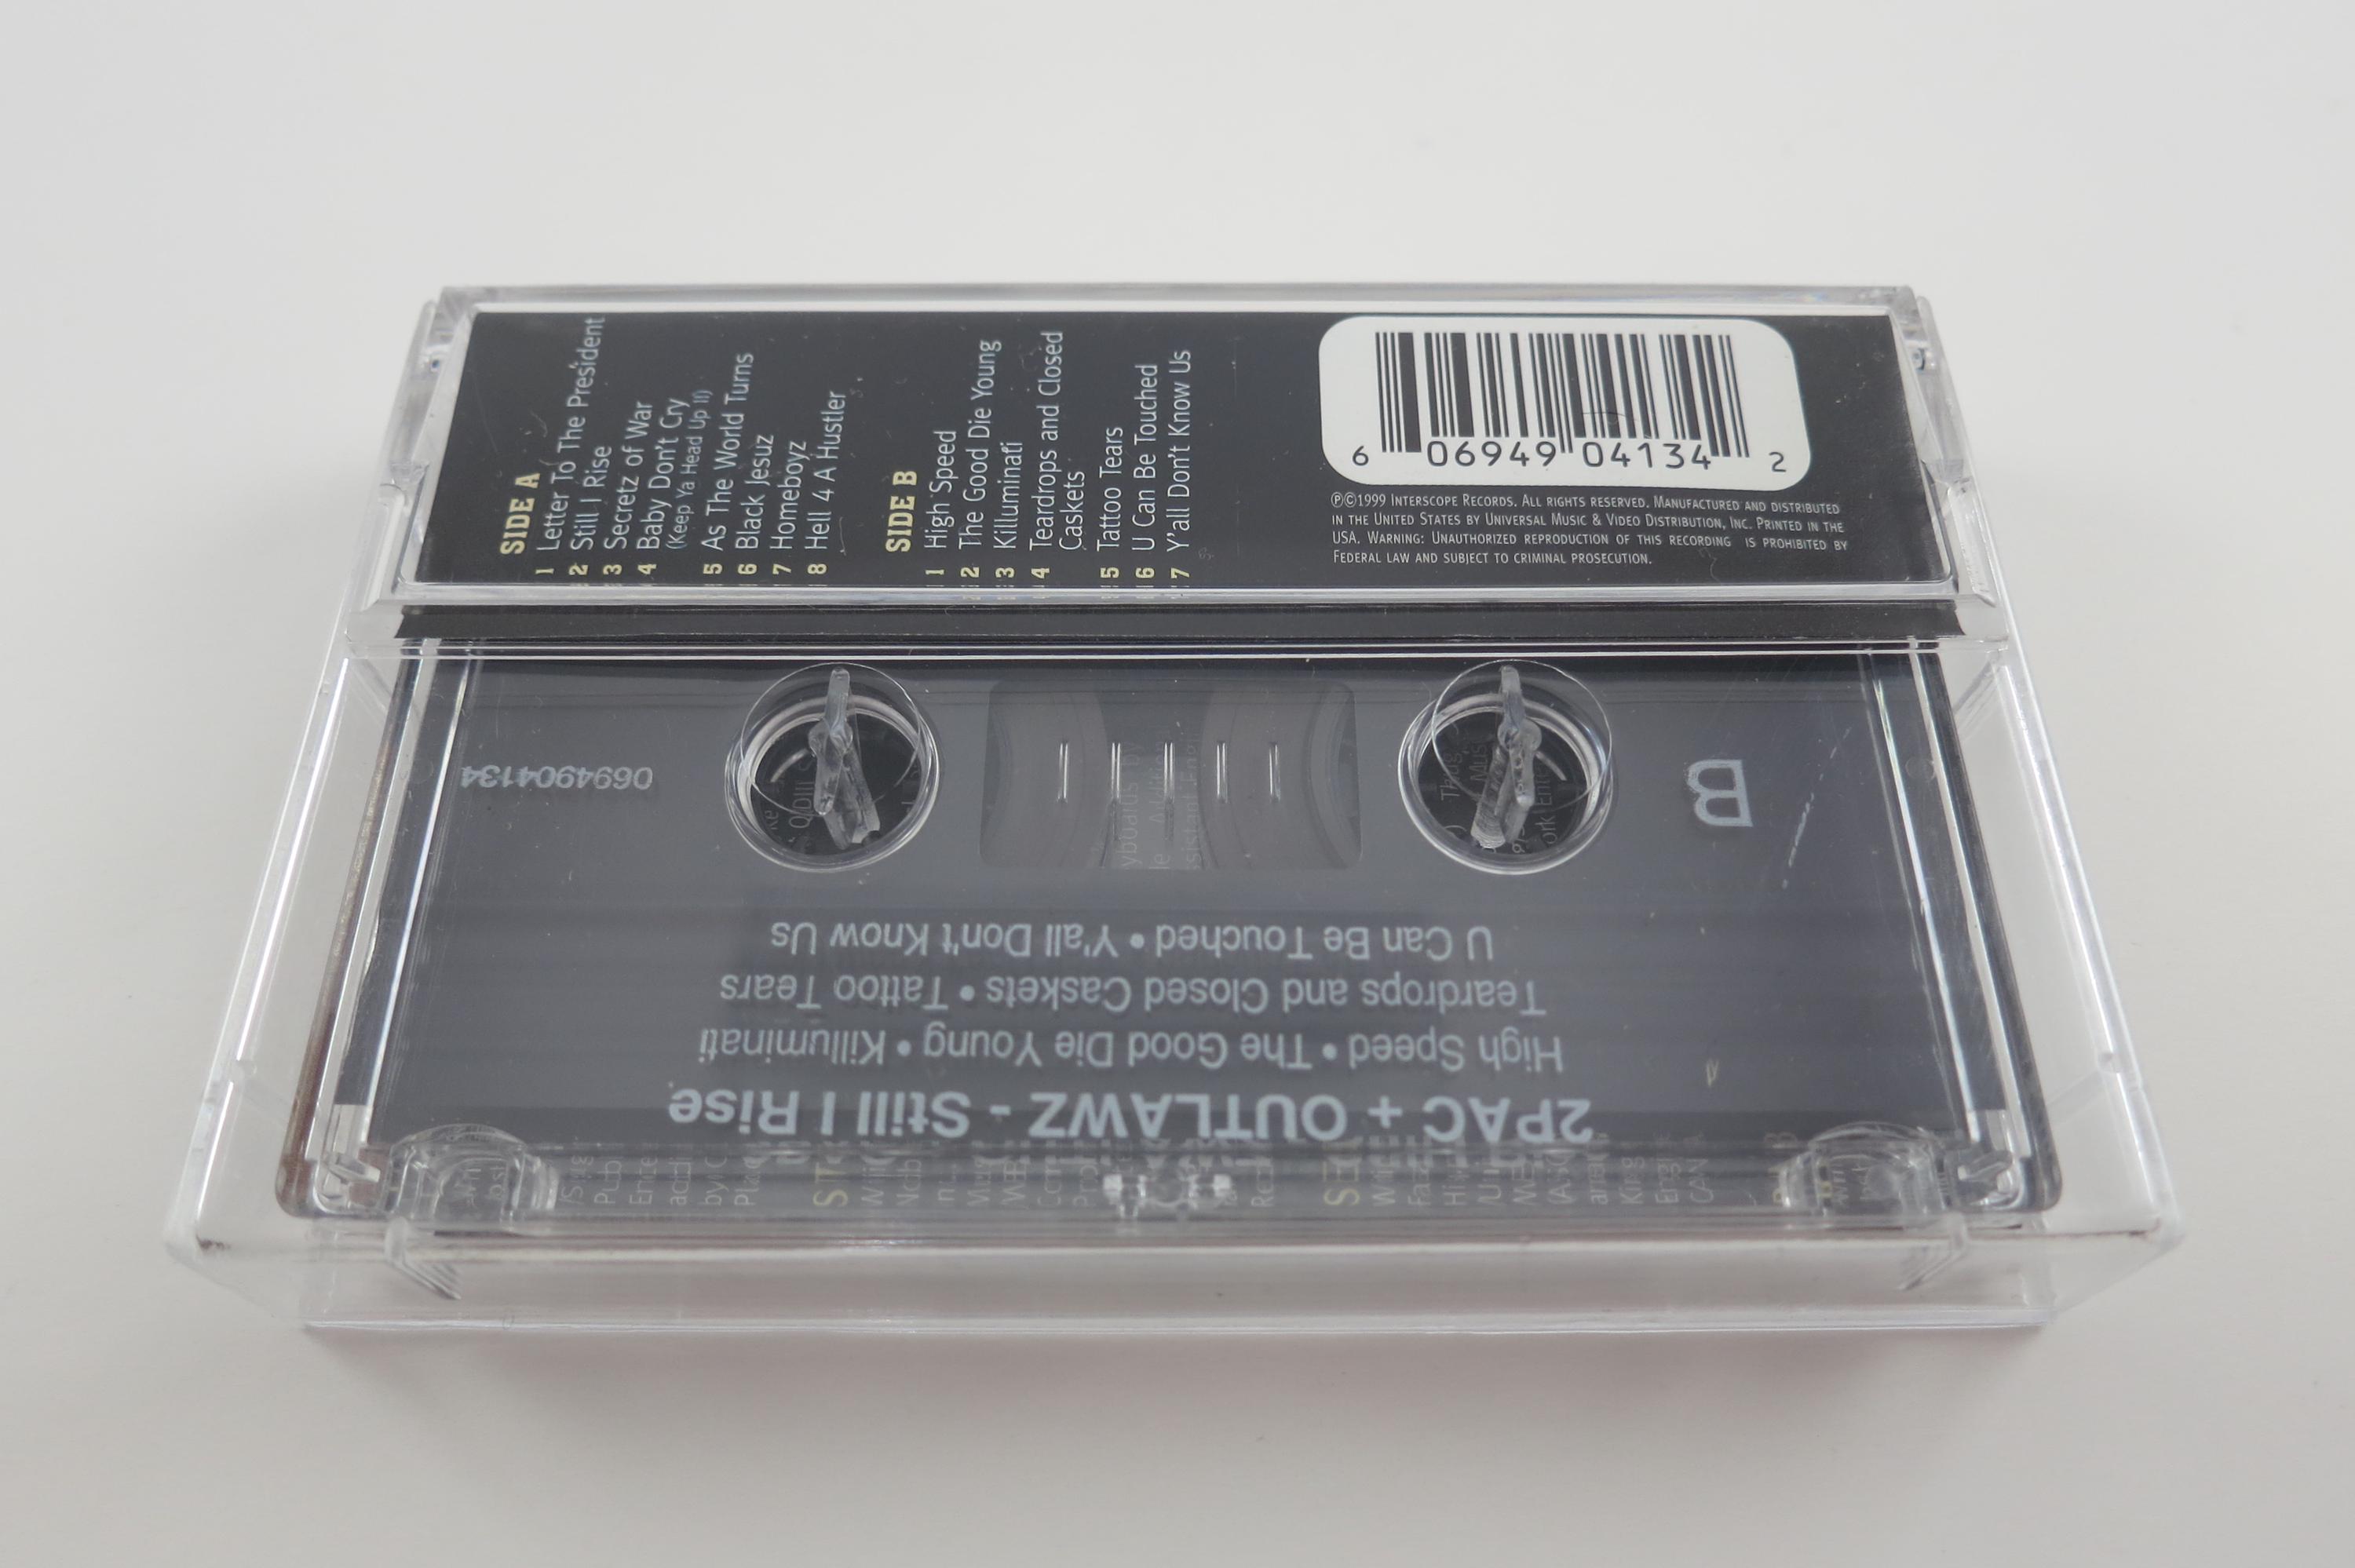 SIDE A
1 Letter To The President
2 Still I Rise
3 Secretz of War
4 Baby Don't Cry
(Keep Ya Head Up II)
5 As The World Turns
6 Black Jesuz
7 Homeboyz
8 Hell 4 A Hustler
SIDE B
1 High Speed
2 The Good Die Young
3 Killuminati
4 Teardrops and Closed
Caskets
5 Tattoo Tears
6 U Can Be Touched
7 Y'all Don't Know Us
6 06949 04134 2
℗©1999 INTERSCOPE RECORDS. ALL RIGHTS RESERVED. MANUFACTURED AND DISTRIBUTED
IN THE UNITED STATES BY UNIVERSAL MUSIC & VIDEO DISTRIBUTION, INC. PRINTED IN THE
USA. WARNING: UNAUTHORIZED REPRODUCTION OF THIS RECORDING IS PROHIBITED BY
FEDERAL LAW AND SUBJECT TO CRIMINAL PROSECUTION.
2PAC + OUTLAWZ - Still I Rise
High Speed • The Good Die Young • Killuminati
Teardrops and Closed Caskets • Tattoo Tears
U Can Be Touched • Y'all Don't Know Us
B
0694904134